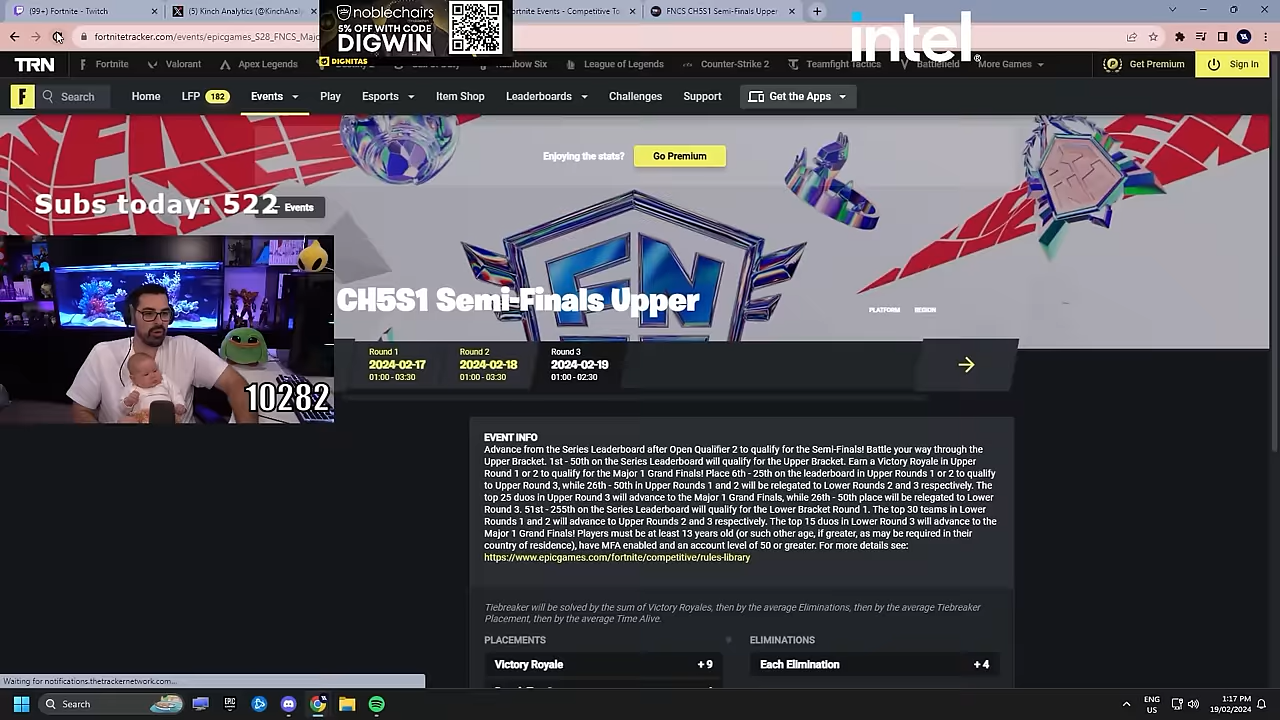 (99+) Fortnite - Twitch
(5) Kinch Analytics (@KinchAnal
Fortnite Events - Competitive To
FNCS CH5S1 Semi-Finals Upper -
noblechairs
5% OFF WITH CODE
DIGWIN
DIGNITAS
intel
fortnitetracker.com/events/epicgames_S28_FNCS_Maj
TRN
Fortnite
Valorant
Apex Legends
Rainbow Six
League of Legends
Counter-Strike 2
Teamfight Tactics
Battlefield
More Games
Get Premium
Sign In
F
Search
Home
LFP 182
Events
Play
Esports
Item Shop
Leaderboards
Challenges
Support
Get the Apps
Enjoying the stats?
Go Premium
Subs today: 522
Events
CH5S1 Semi-Finals Upper
PLATFORM
REGION
Round 1
2024-02-17
01:00 - 03:30
Round 2
2024-02-18
01:00 - 03:30
Round 3
2024-02-19
01:00 - 02:30
10282
EVENT INFO
Advance from the Series Leaderboard after Open Qualifier 2 to qualify for the Semi-Finals! Battle your way through the
Upper Bracket. 1st - 50th on the Series Leaderboard will qualify for the Upper Bracket. Earn a Victory Royale in Upper
Round 1 or 2 to qualify for the Major 1 Grand Finals! Place 6th - 25th on the leaderboard in Upper Rounds 1 or 2 to qualify
to Upper Round 3, while 26th - 50th in Upper Rounds 1 and 2 will be relegated to Lower Rounds 2 and 3 respectively. The
top 25 duos in Upper Round 3 will advance to the Major 1 Grand Finals, while 26th - 50th place will be relegated to Lower
Round 3. 51st - 255th on the Series Leaderboard will qualify for the Lower Bracket Round 1. The top 30 teams in Lower
Rounds 1 and 2 will advance to Upper Rounds 2 and 3 respectively. The top 15 duos in Lower Round 3 will advance to the
Major 1 Grand Finals! Players must be at least 13 years old (or such other age, if greater, as may be required in their
country of residence), have MFA enabled and an account level of 50 or greater. For more details see:
https://www.epicgames.com/fortnite/competitive/rules-library
Tiebreaker will be solved by the sum of Victory Royales, then by the average Eliminations, then by the average Tiebreaker
Placement, then by the average Time Alive.
PLACEMENTS
ELIMINATIONS
Victory Royale + 9
Each Elimination + 4
Waiting for notifications.thetrackernetwork.com...
Search
ENG
US
1:17 PM
19/02/2024